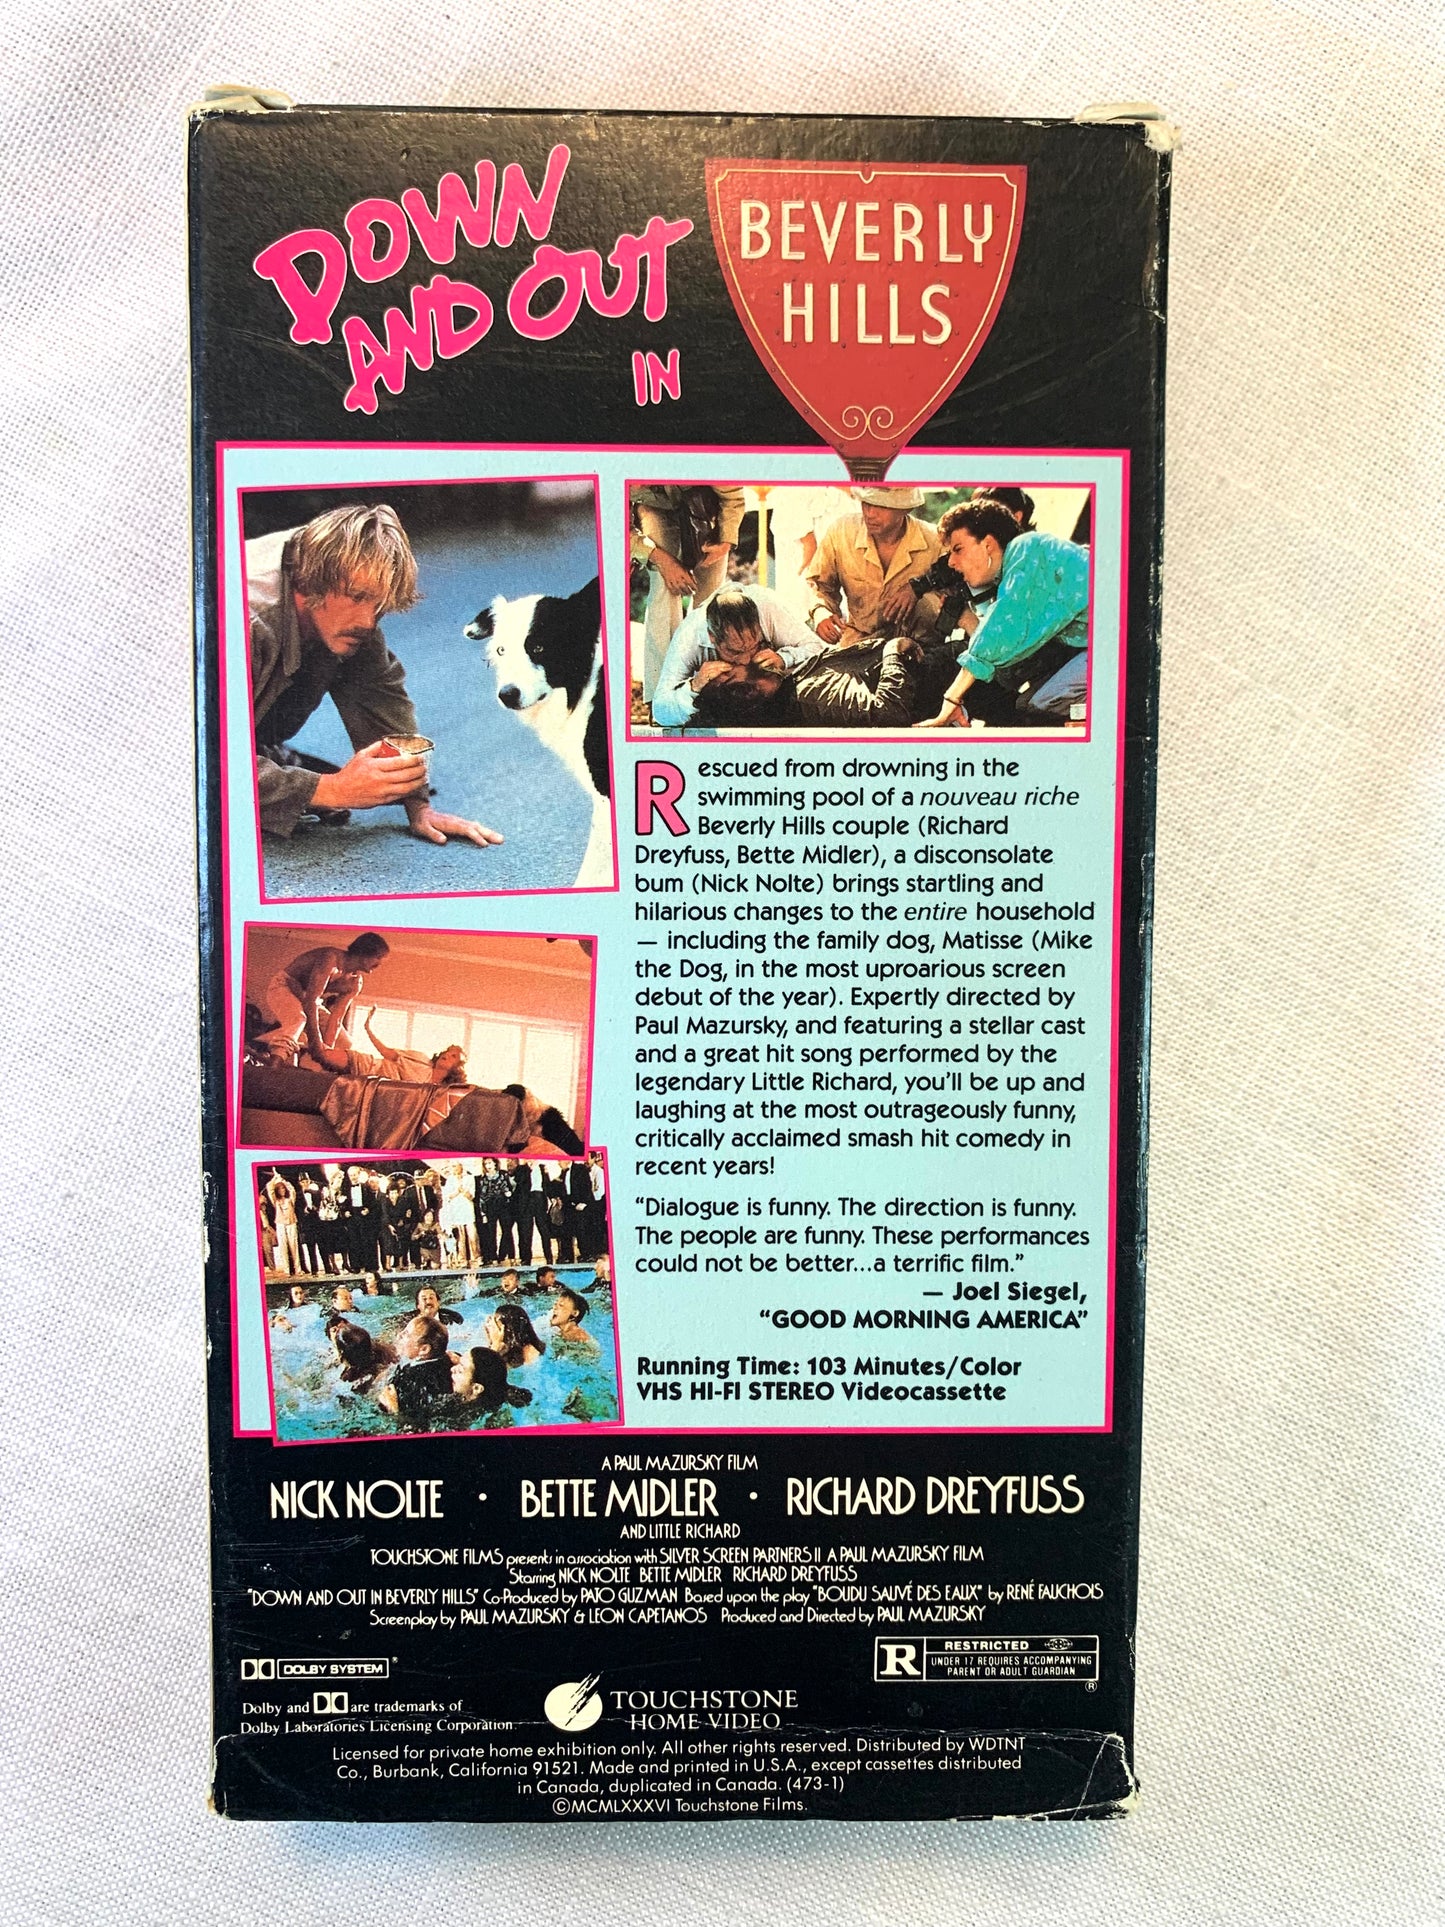 DOWN
AND OUT
IN
BEVERLY
HILLS
Rescued from drowning in the
swimming pool of a nouveau riche
Beverly Hills couple (Richard
Dreyfuss, Bette Midler), a disconsolate
bum (Nick Nolte) brings startling and
hilarious changes to the entire household
— including the family dog, Matisse (Mike
the Dog, in the most uproarious screen
debut of the year). Expertly directed by
Paul Mazursky, and featuring a stellar cast
and a great hit song performed by the
legendary Little Richard, you'll be up and
laughing at the most outrageously funny,
critically acclaimed smash hit comedy in
recent years!
“Dialogue is funny. The direction is funny.
The people are funny. These performances
could not be better...a terrific film.”
— Joel Siegel,
“GOOD MORNING AMERICA”
Running Time: 103 Minutes/Color
VHS HI-FI STEREO Videocassette
A PAUL MAZURSKY FILM
NICK NOLTE · BETTE MIDLER · RICHARD DREYFUSS
AND LITTLE RICHARD
TOUCHSTONE FILMS presents in association with SILVER SCREEN PARTNERS II A PAUL MAZURSKY FILM
Starring NICK NOLTE BETTE MIDLER RICHARD DREYFUSS
"DOWN AND OUT IN BEVERLY HILLS" Co-Produced by PATO GUZMAN Based upon the play "BOUDU SAUVÉ DES EAUX" by RENÉ FAUCHOIS
Screenplay by PAUL MAZURSKY & LEON CAPETANOS Produced and Directed by PAUL MAZURSKY
DOLBY SYSTEM ®
R RESTRICTED
UNDER 17 REQUIRES ACCOMPANYING
PARENT OR ADULT GUARDIAN
®
Dolby and are trademarks of
Dolby Laboratories Licensing Corporation.
TOUCHSTONE
HOME VIDEO
Licensed for private home exhibition only. All other rights reserved. Distributed by WDTNT
Co., Burbank, California 91521. Made and printed in U.S.A., except cassettes distributed
in Canada, duplicated in Canada. (473-1)
©MCMLXXXVI Touchstone Films.